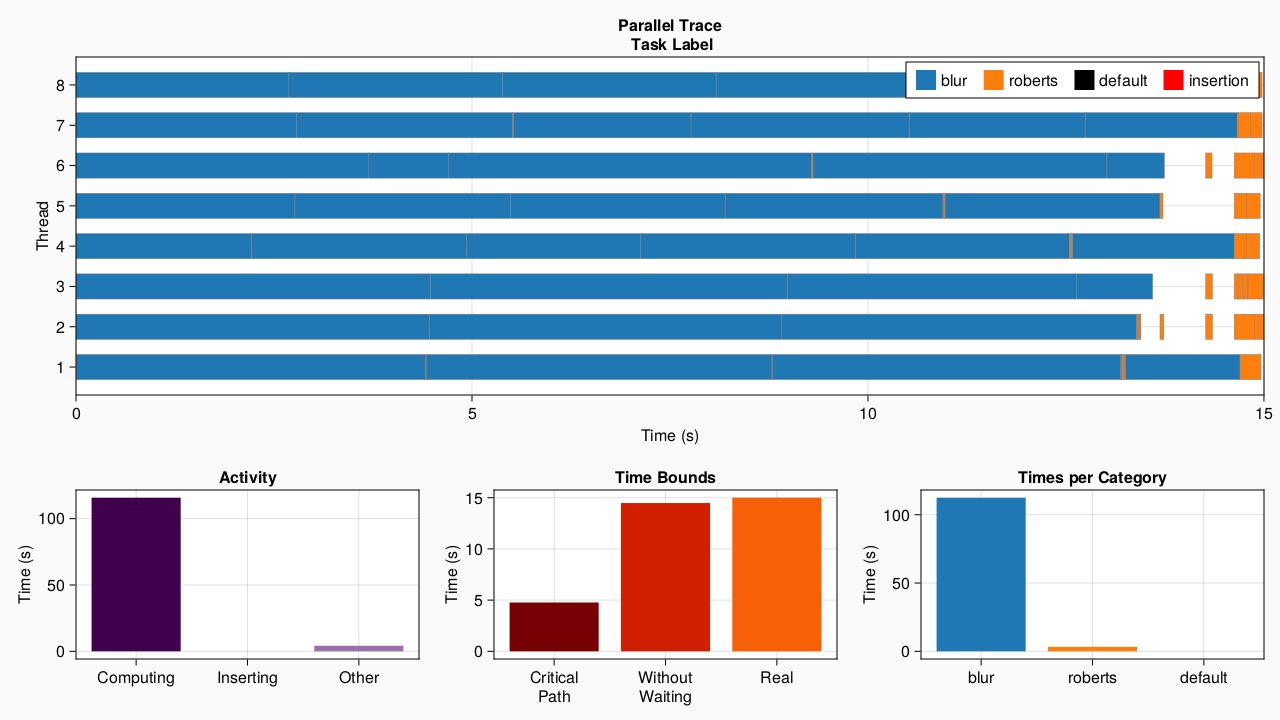 Parallel Trace
Task Label
blur roberts default insertion
Thread
8
7
6
5
4
3
2
1
0 5 10 15
Time (s)
Activity
Time (s)
100
50
0
Computing Inserting Other
Time Bounds
Time (s)
15
10
5
0
Critical Path Without Waiting Real
Times per Category
Time (s)
100
50
0
blur roberts default